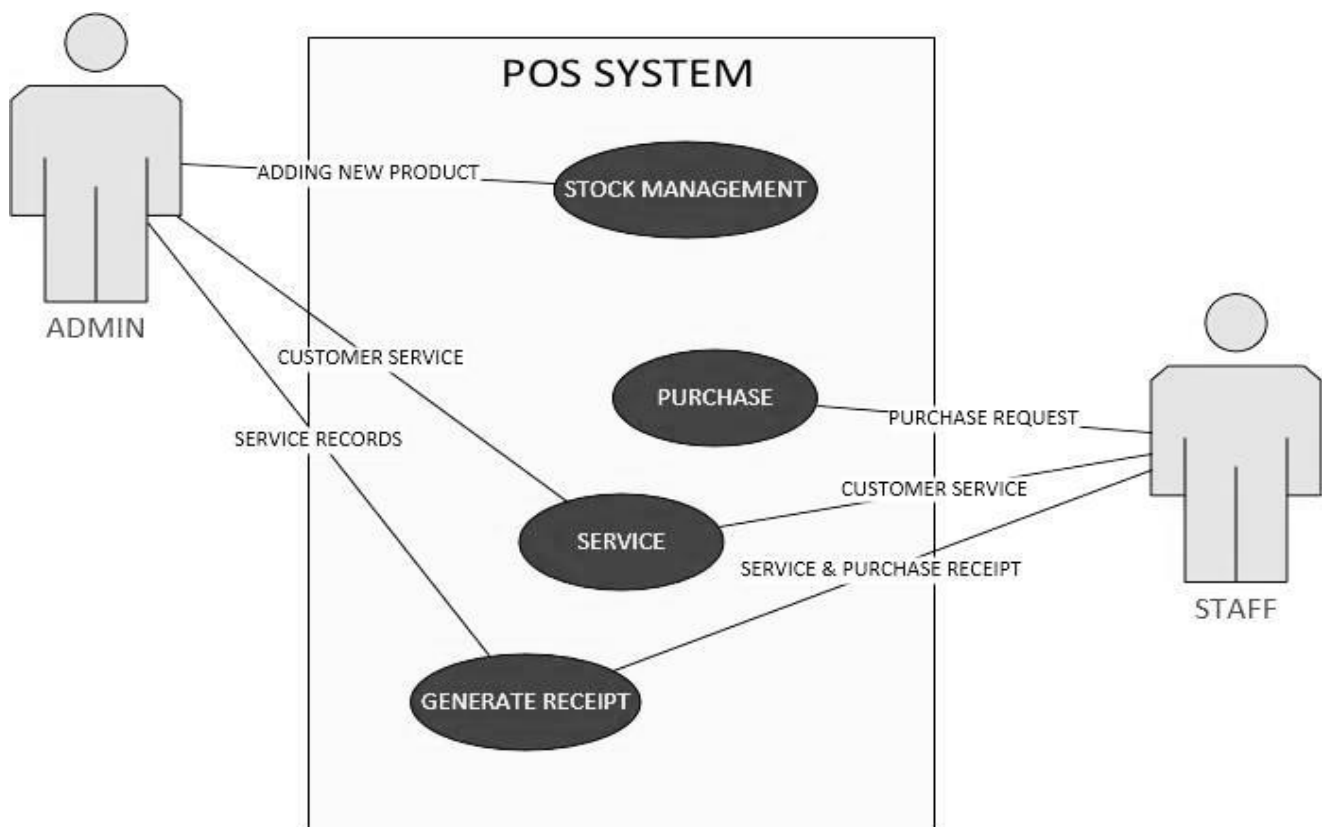 POS SYSTEM
ADDING NEW PRODUCT
STOCK MANAGEMENT
ADMIN
CUSTOMER SERVICE
PURCHASE
PURCHASE REQUEST
SERVICE RECORDS
CUSTOMER SERVICE
SERVICE
SERVICE & PURCHASE RECEIPT
STAFF
GENERATE RECEIPT